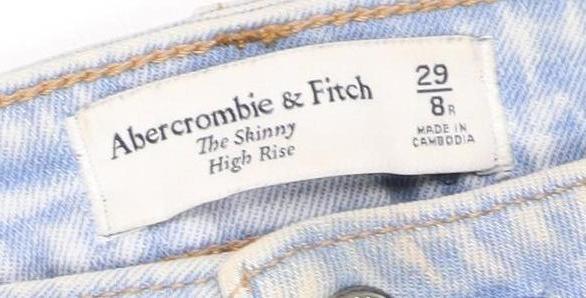 Abercrombie & Fitch
The Skinny
High Rise
29
8R
MADE IN
CAMBODIA